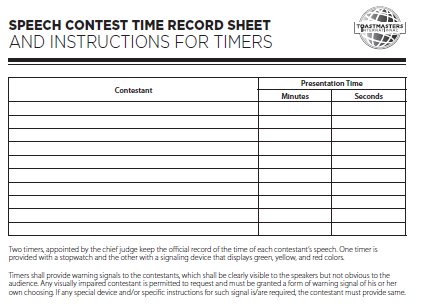 SPEECH CONTEST TIME RECORD SHEET
AND INSTRUCTIONS FOR TIMERS
TOASTMASTERS
INTERNATIONAL
Contestant
Presentation Time
Minutes
Seconds
Two timers, appointed by the chief judge keep the official record of the time of each contestant's speech. One timer is
provided with a stopwatch and the other with a signaling device that displays green, yellow, and red colors.
Timers shall provide warning signals to the contestants, which shall be clearly visible to the speakers but not obvious to the
audience. Any visually impaired contestant is permitted to request and must be granted a form of warning signal of his or her
own choosing. If any special device and/or specific instructions for such signal is/are required, the contestant must provide same.